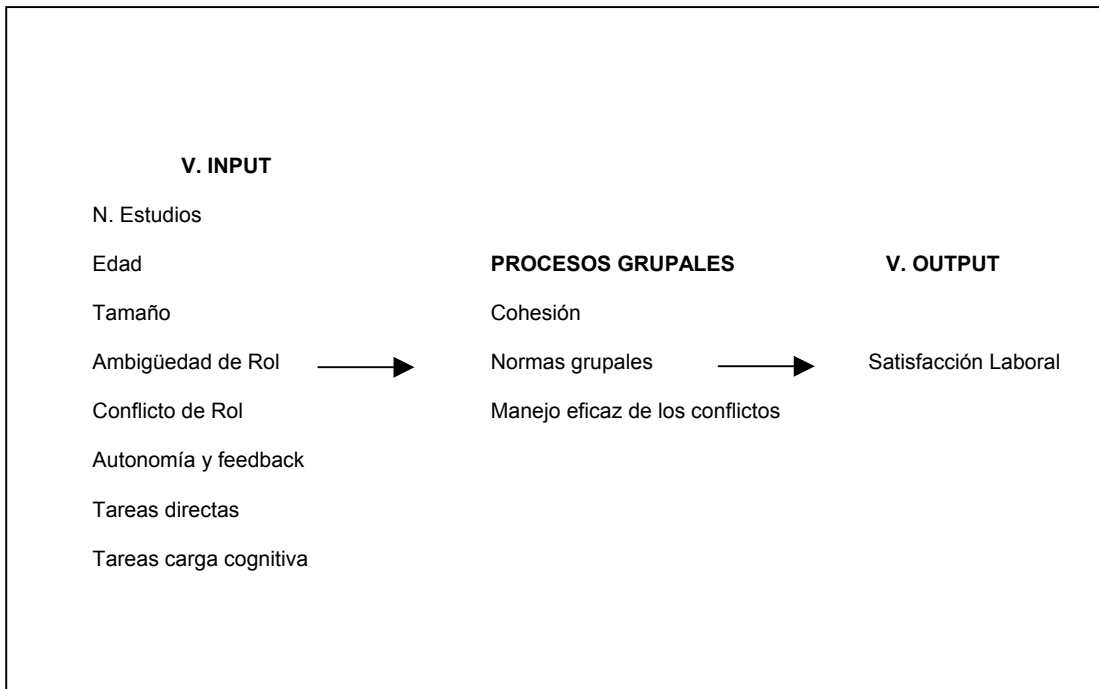 V. INPUT
N. Estudios
Edad
Tamaño
Ambigüedad de Rol
Conflicto de Rol
Autonomía y feedback
Tareas directas
Tareas carga cognitiva
PROCESOS GRUPALES
Cohesión
Normas grupales
Manejo eficaz de los conflictos
V. OUTPUT
Satisfacción Laboral